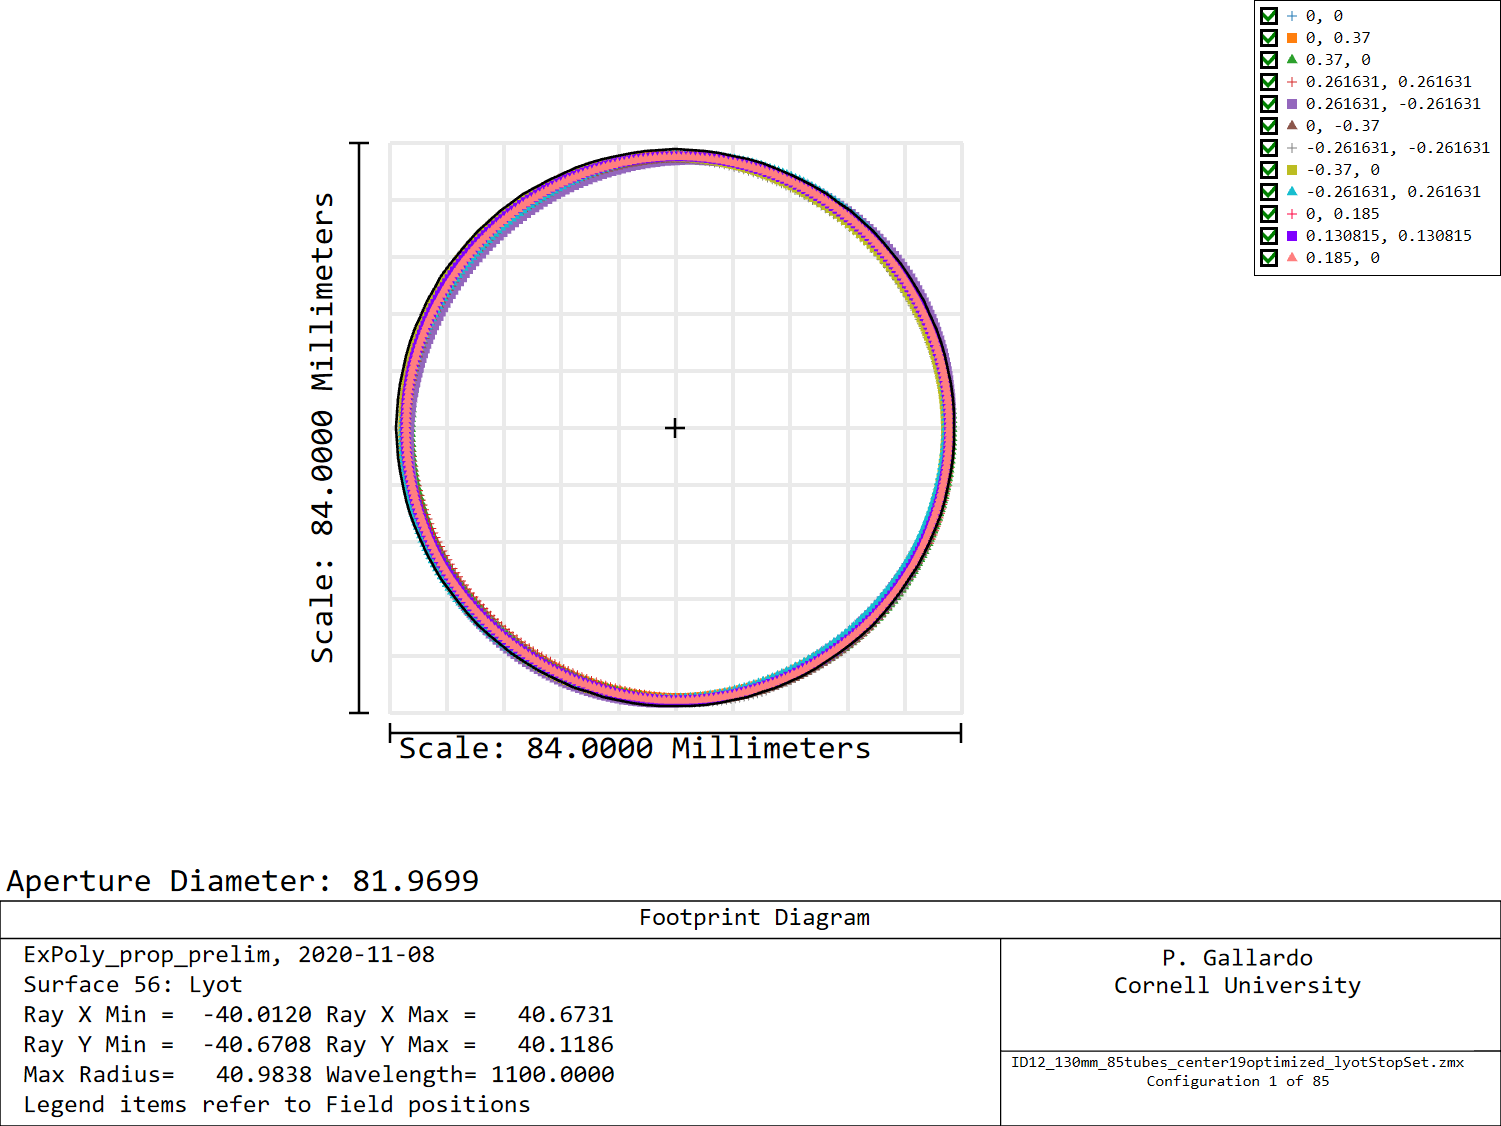 0, 0
0, 0.37
0.37, 0
0.261631, 0.261631
0.261631, -0.261631
0, -0.37
-0.261631, -0.261631
-0.37, 0
-0.261631, 0.261631
0, 0.185
0.130815, 0.130815
0.185, 0
Scale: 84.0000 Millimeters
Scale: 84.0000 Millimeters
Aperture Diameter: 81.9699
Footprint Diagram
ExPoly_prop_prelim, 2020-11-08
Surface 56: Lyot
Ray X Min =  -40.0120 Ray X Max =   40.6731
Ray Y Min =  -40.6708 Ray Y Max =   40.1186
Max Radius=   40.9838 Wavelength= 1100.0000
Legend items refer to Field positions
P. Gallardo
Cornell University
ID12_130mm_85tubes_center19optimized_lyotStopSet.zmx
Configuration 1 of 85